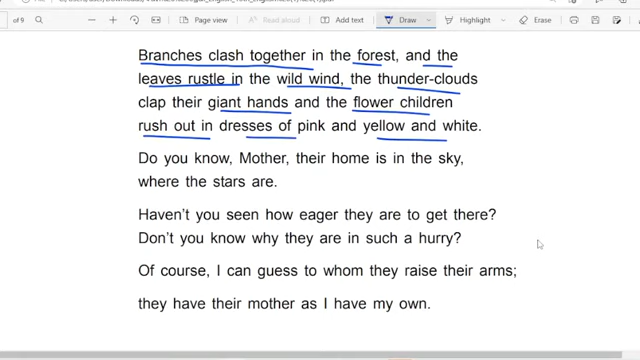 of 9
Page view
Read aloud
Add text
Draw
Highlight
Erase
Branches clash together in the forest, and the
leaves rustle in the wild wind, the thunder-clouds
clap their giant hands and the flower children
rush out in dresses of pink and yellow and white.
Do you know, Mother, their home is in the sky,
where the stars are.
Haven't you seen how eager they are to get there?
Don't you know why they are in such a hurry?
Of course, I can guess to whom they raise their arms;
they have their mother as I have my own.